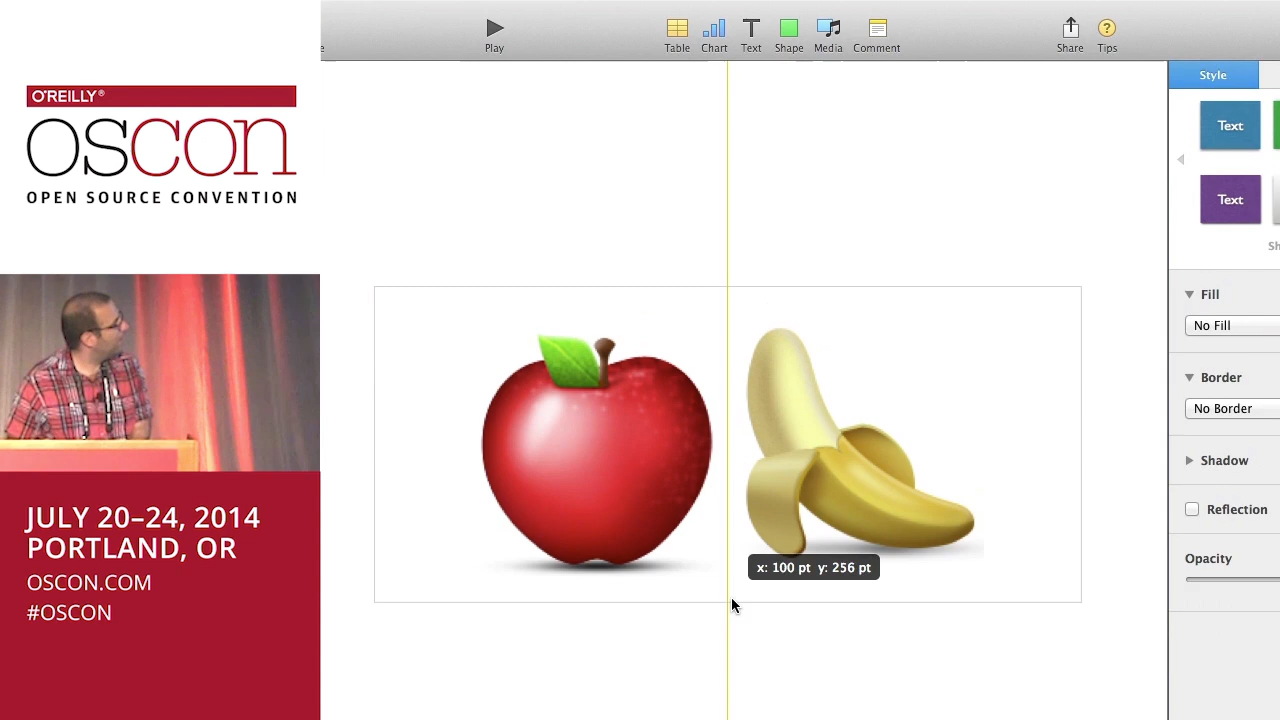 O'REILLY®
OSCON
OPEN SOURCE CONVENTION
JULY 20–24, 2014
PORTLAND, OR
OSCON.COM
#OSCON
Play
Table
Chart
Text
Shape
Media
Comment
Share
Tips
Style
Text
Text
Fill
No Fill
Border
No Border
Shadow
Reflection
Opacity
x: 100 pt y: 256 pt